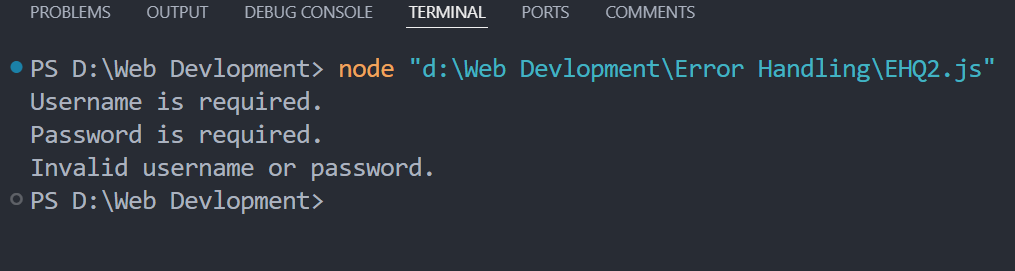 PROBLEMS OUTPUT DEBUG CONSOLE TERMINAL PORTS COMMENTS
PS D:\Web Devlopment> node "d:\Web Devlopment\Error Handling\EHQ2.js"
Username is required.
Password is required.
Invalid username or password.
PS D:\Web Devlopment>